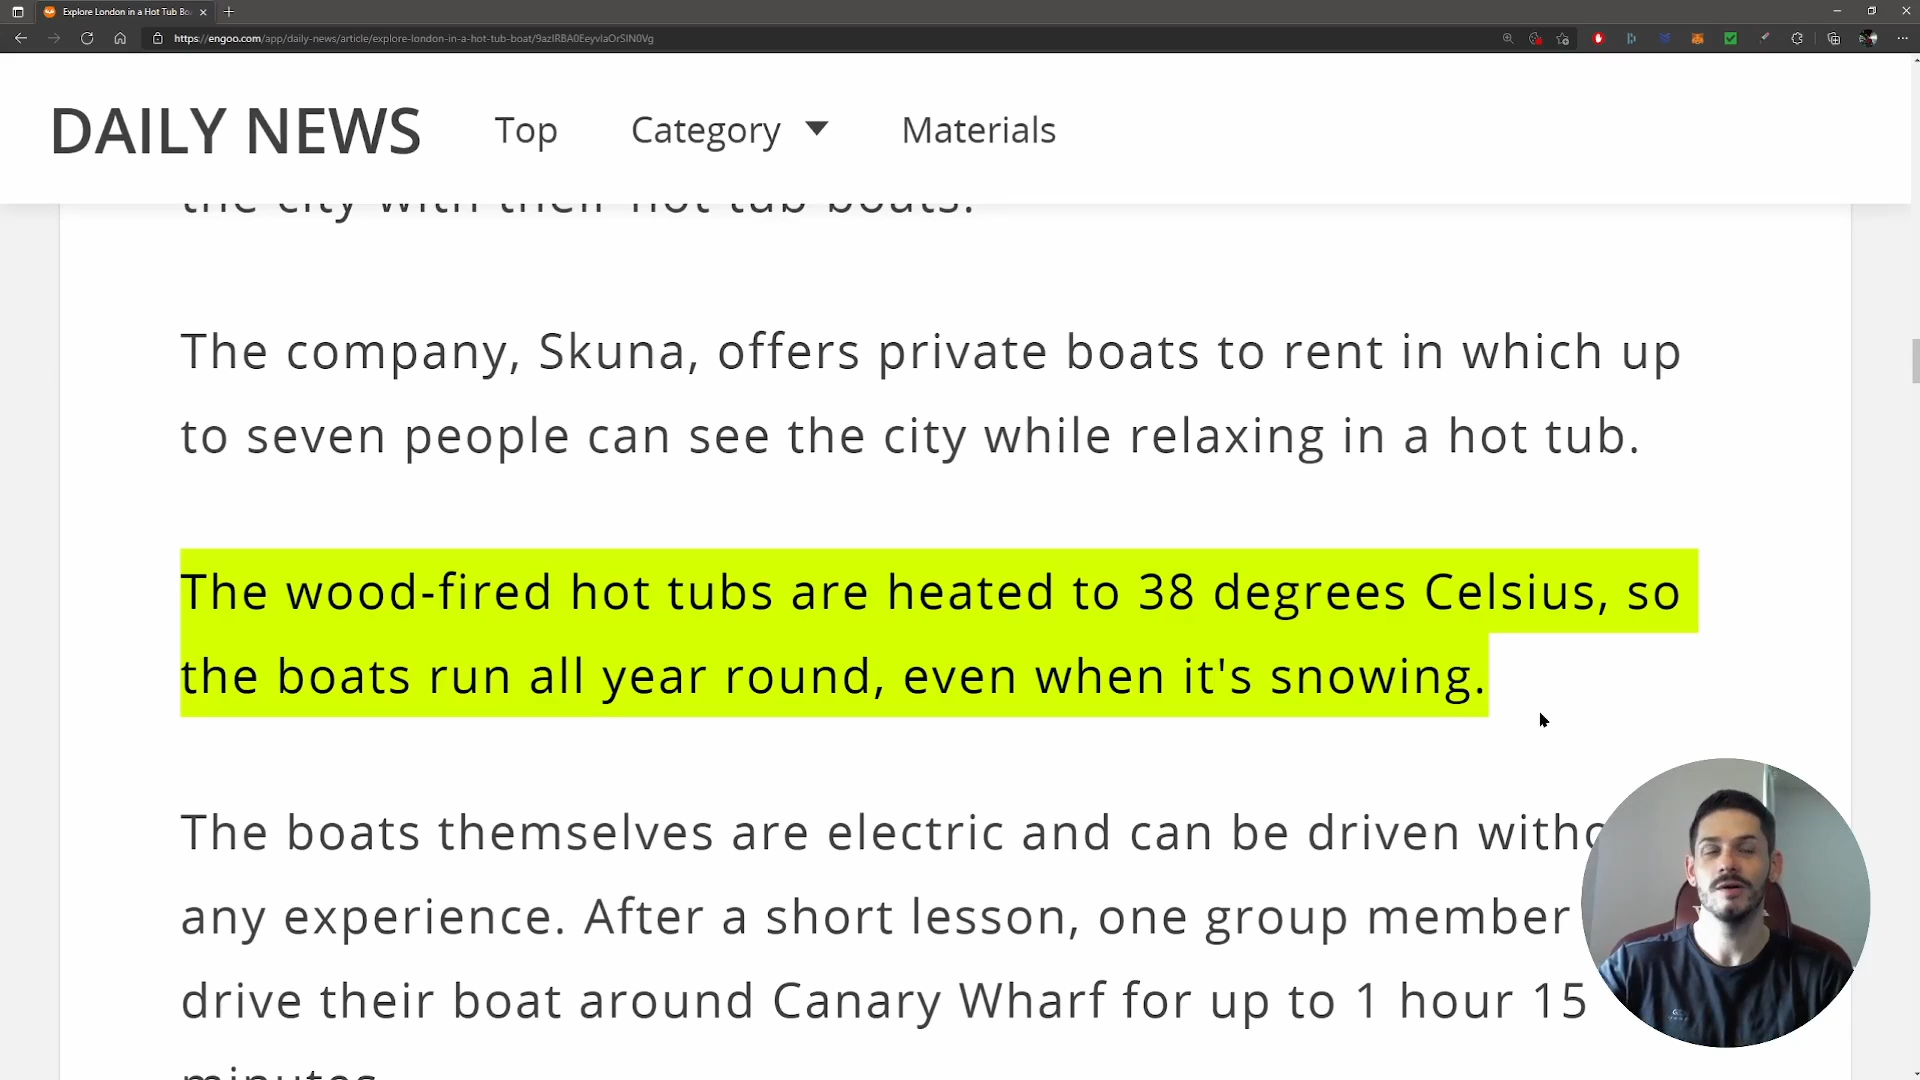 Explore London in a Hot Tub Bo
https://engoo.com/app/daily-news/article/explore-london-in-a-hot-tub-boat/9azIRBA0EeyvIaOrSIN0Vg
DAILY NEWS Top Category Materials
the city with their hot tub boats.
The company, Skuna, offers private boats to rent in which up
to seven people can see the city while relaxing in a hot tub.
The wood-fired hot tubs are heated to 38 degrees Celsius, so
the boats run all year round, even when it's snowing.
The boats themselves are electric and can be driven witho
any experience. After a short lesson, one group member
drive their boat around Canary Wharf for up to 1 hour 15
minutes.